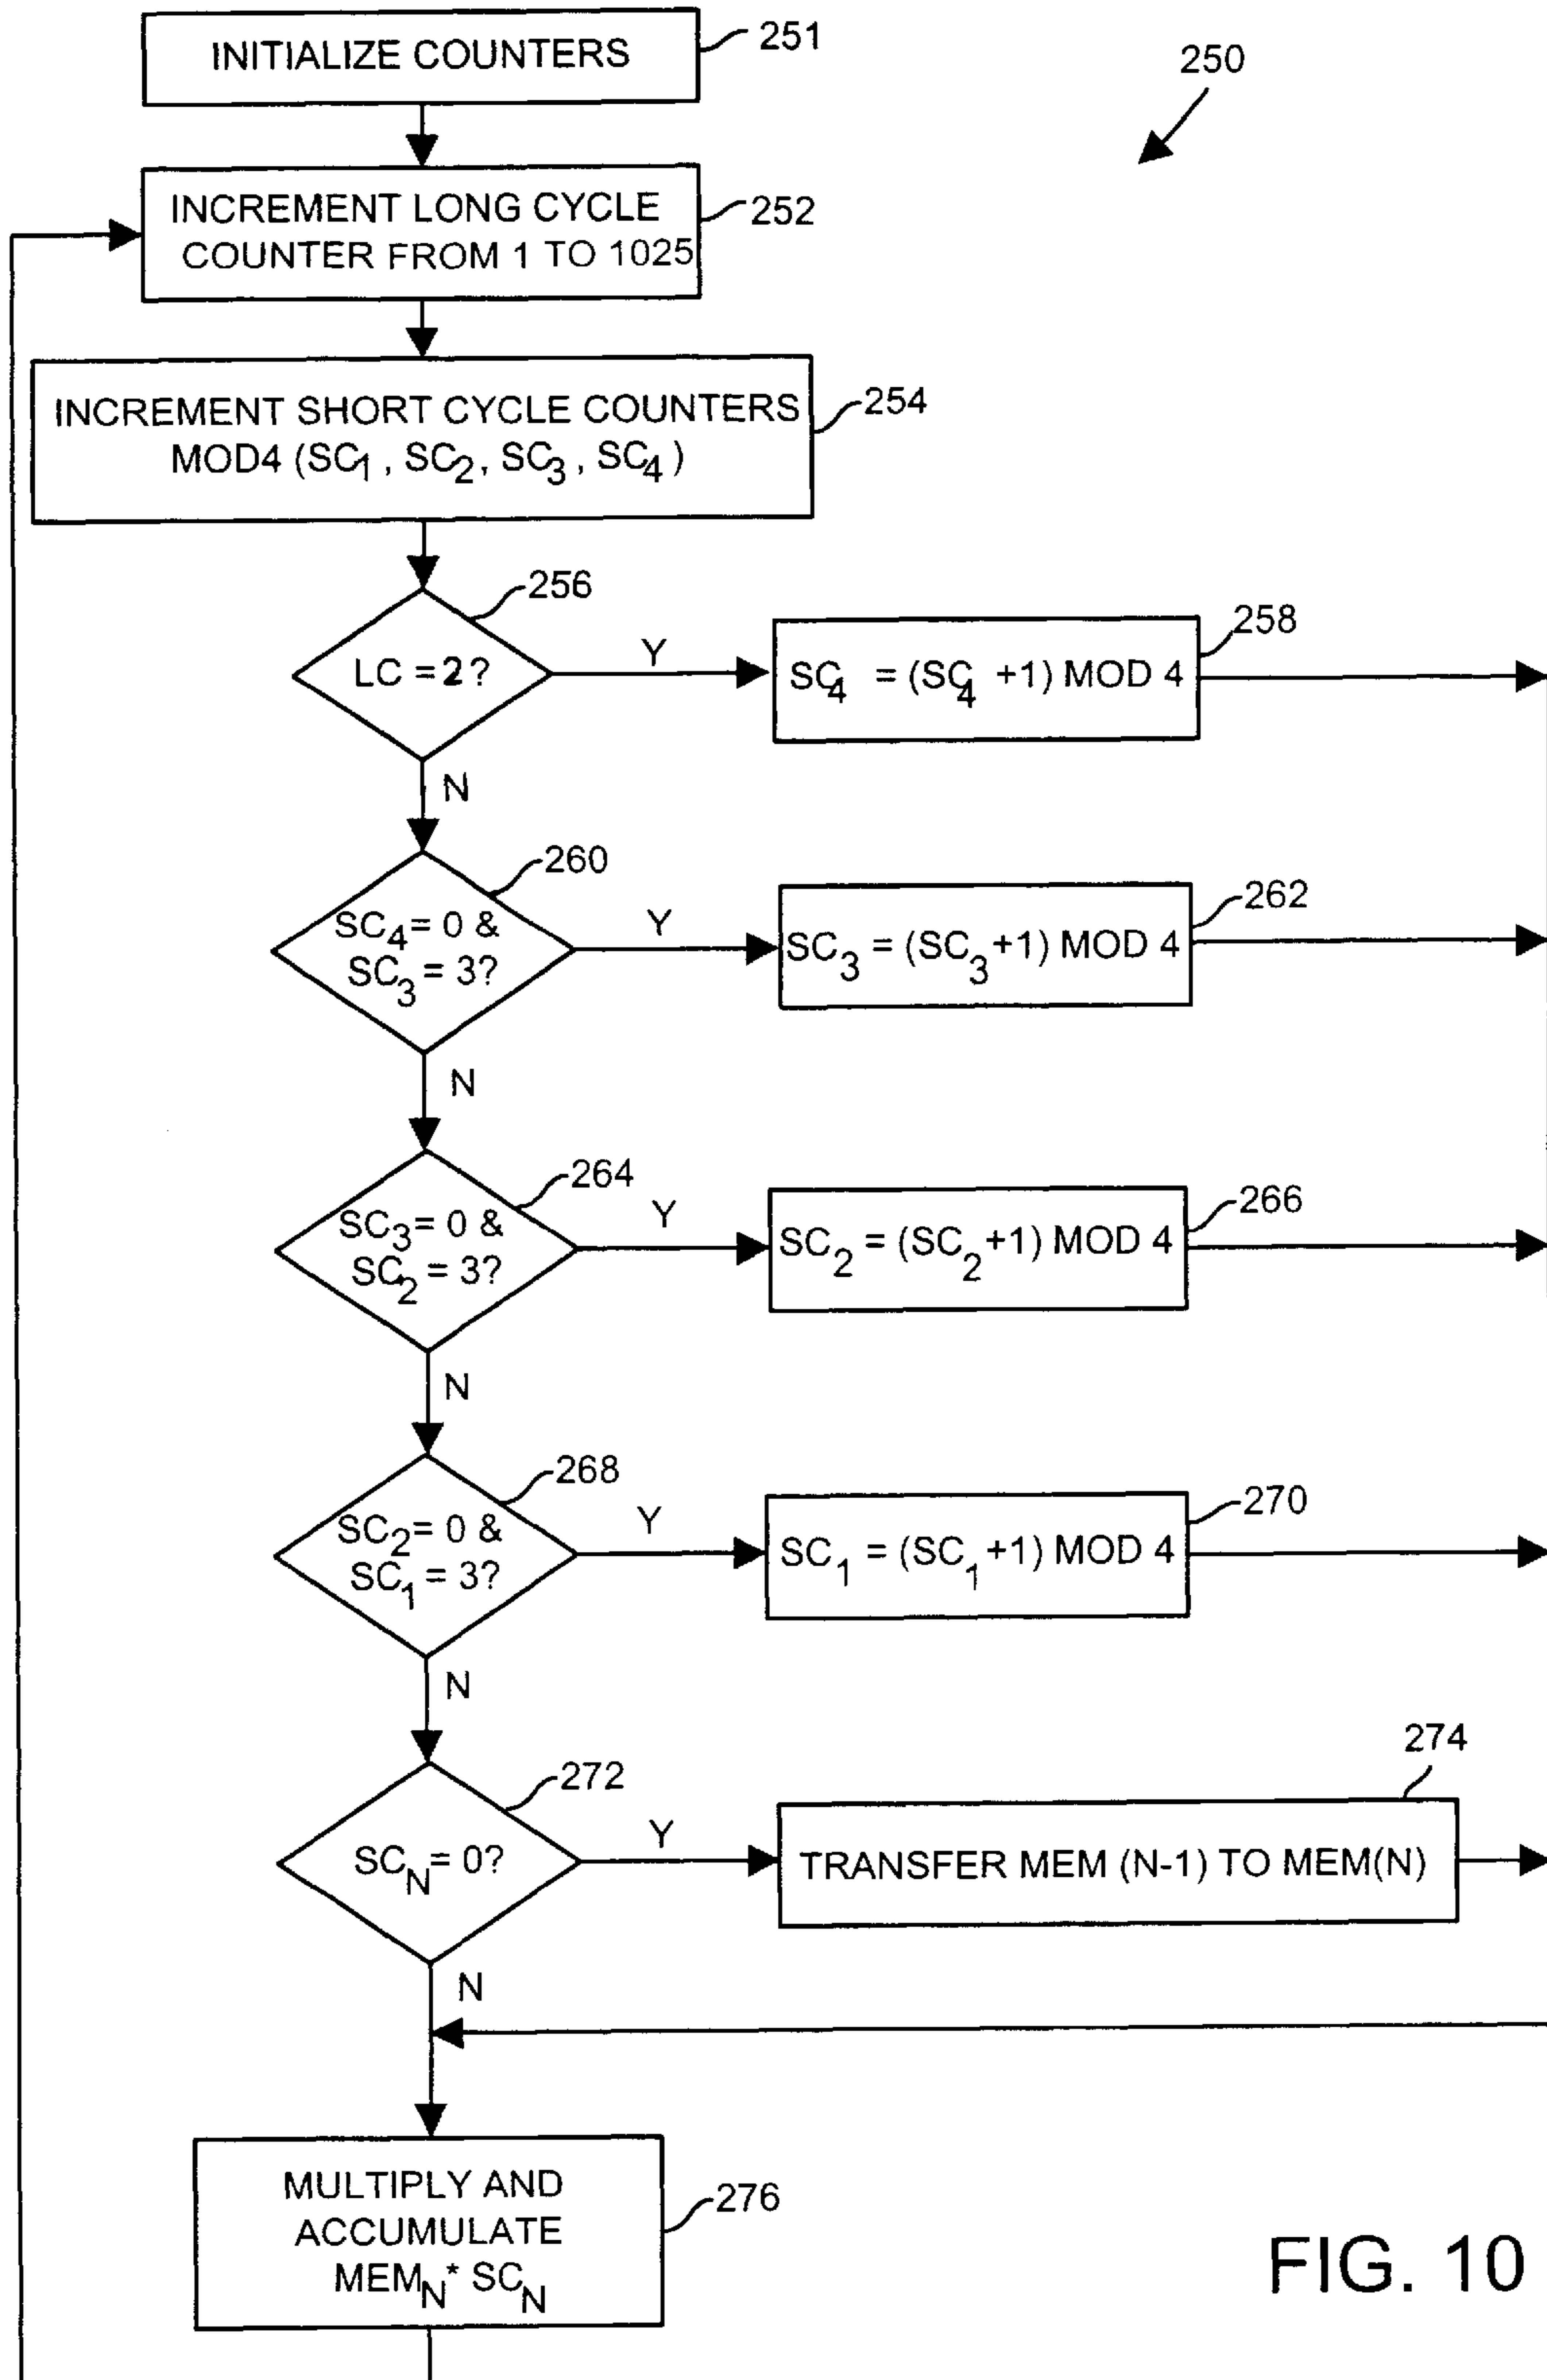 INITIALIZE COUNTERS
251
250
INCREMENT LONG CYCLE
COUNTER FROM 1 TO 1025
252
INCREMENT SHORT CYCLE COUNTERS
MOD4 (SC1, SC2, SC3, SC4)
254
256
LC = 2?
Y
SC4 = (SC4 +1) MOD 4
258
N
260
SC4 = 0 &
SC3 = 3?
Y
SC3 = (SC3+1) MOD 4
262
N
264
SC3 = 0 &
SC2 = 3?
Y
SC2 = (SC2+1) MOD 4
266
N
268
SC2 = 0 &
SC1 = 3?
Y
SC1 = (SC1+1) MOD 4
270
N
272
SCN = 0?
Y
TRANSFER MEM (N-1) TO MEM(N)
274
N
MULTIPLY AND
ACCUMULATE
MEMN* SCN
276
FIG. 10